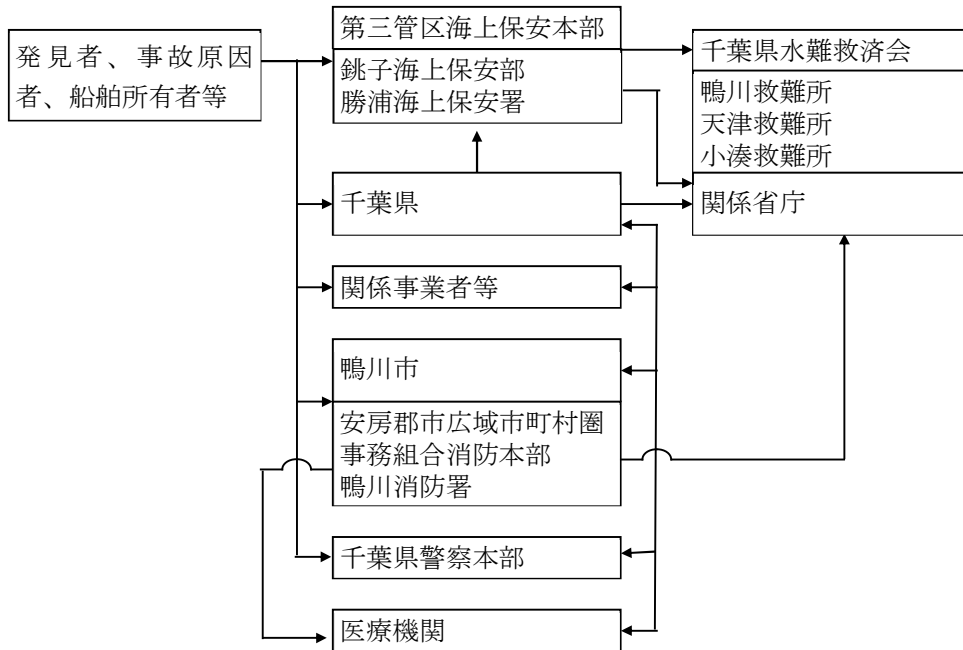 発見者、事故原因
者、船舶所有者等
第三管区海上保安本部
銚子海上保安部
勝浦海上保安署
千葉県水難救済会
鴨川救難所
天津救難所
小湊救難所
千葉県
関係省庁
関係事業者等
鴨川市
安房郡市広域市町村圏
事務組合消防本部
鴨川消防署
千葉県警察本部
医療機関